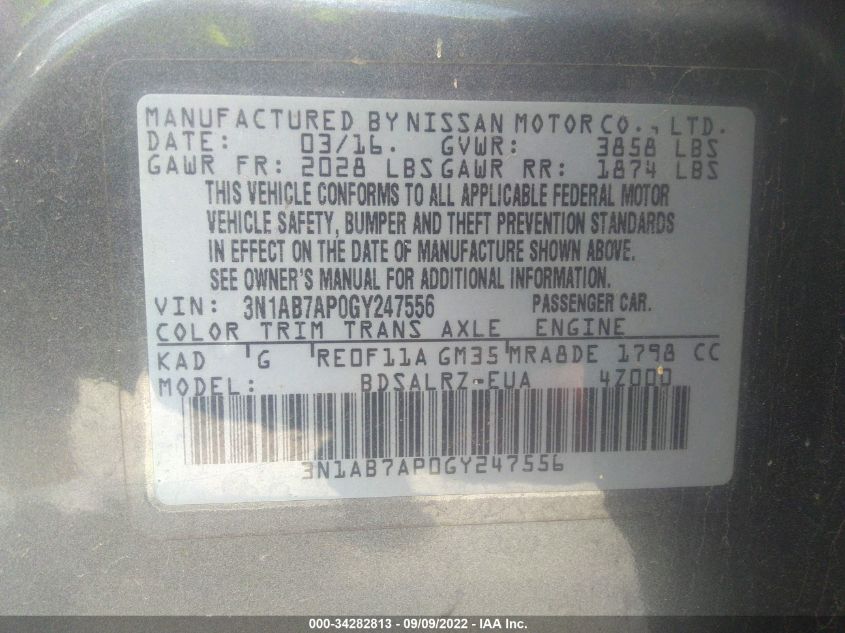 MANUFACTURED BY NISSAN MOTOR CO., LTD.
DATE: 03/16. GVWR: 3858 LBS
GAWR FR: 2028 LBS GAWR RR: 1874 LBS
THIS VEHICLE CONFORMS TO ALL APPLICABLE FEDERAL MOTOR
VEHICLE SAFETY, BUMPER AND THEFT PREVENTION STANDARDS
IN EFFECT ON THE DATE OF MANUFACTURE SHOWN ABOVE.
SEE OWNER'S MANUAL FOR ADDITIONAL INFORMATION.
VIN: 3N1AB7AP0GY247556 PASSENGER CAR.
COLOR TRIM TRANS AXLE ENGINE
KAD G RE0F11A GM35 MRA8DE 1798 CC
MODEL: BDSALRZ-EUA 4Z000
3N1AB7AP0GY247556
000-34282813 - 09/09/2022 - IAA Inc.